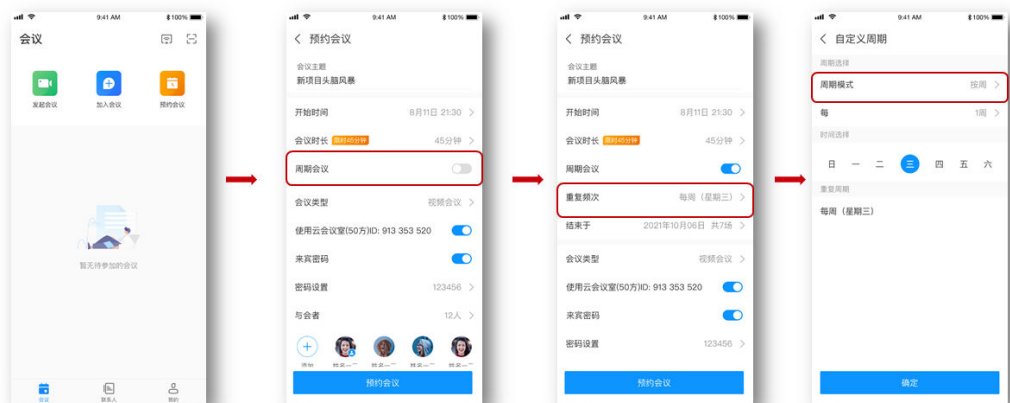 9:41 AM
100%
会议
发起会议
加入会议
预约会议
暂无待参加的会议
会议
联系人
我的
9:41 AM
100%
预约会议
会议主题
新项目头脑风暴
开始时间 8月11日 21:30
会议时长 限时45分钟 45分钟
周期会议
会议类型 视频会议
使用云会议室(50方)ID: 913 353 520
来宾密码
密码设置 123456
与会者 12人
添加
预约会议
9:41 AM
100%
预约会议
会议主题
新项目头脑风暴
开始时间 8月11日 21:30
会议时长 限时45分钟 45分钟
周期会议
重复频次 每周（星期三）
结束于 2021年10月06日 共7场
会议类型 视频会议
使用云会议室(50方)ID: 913 353 520
来宾密码
密码设置 123456
预约会议
9:41 AM
100%
自定义周期
周期选择
周期模式 按周
每 1周
时间选择
日 一 二 三 四 五 六
重复周期
每周（星期三）
确定